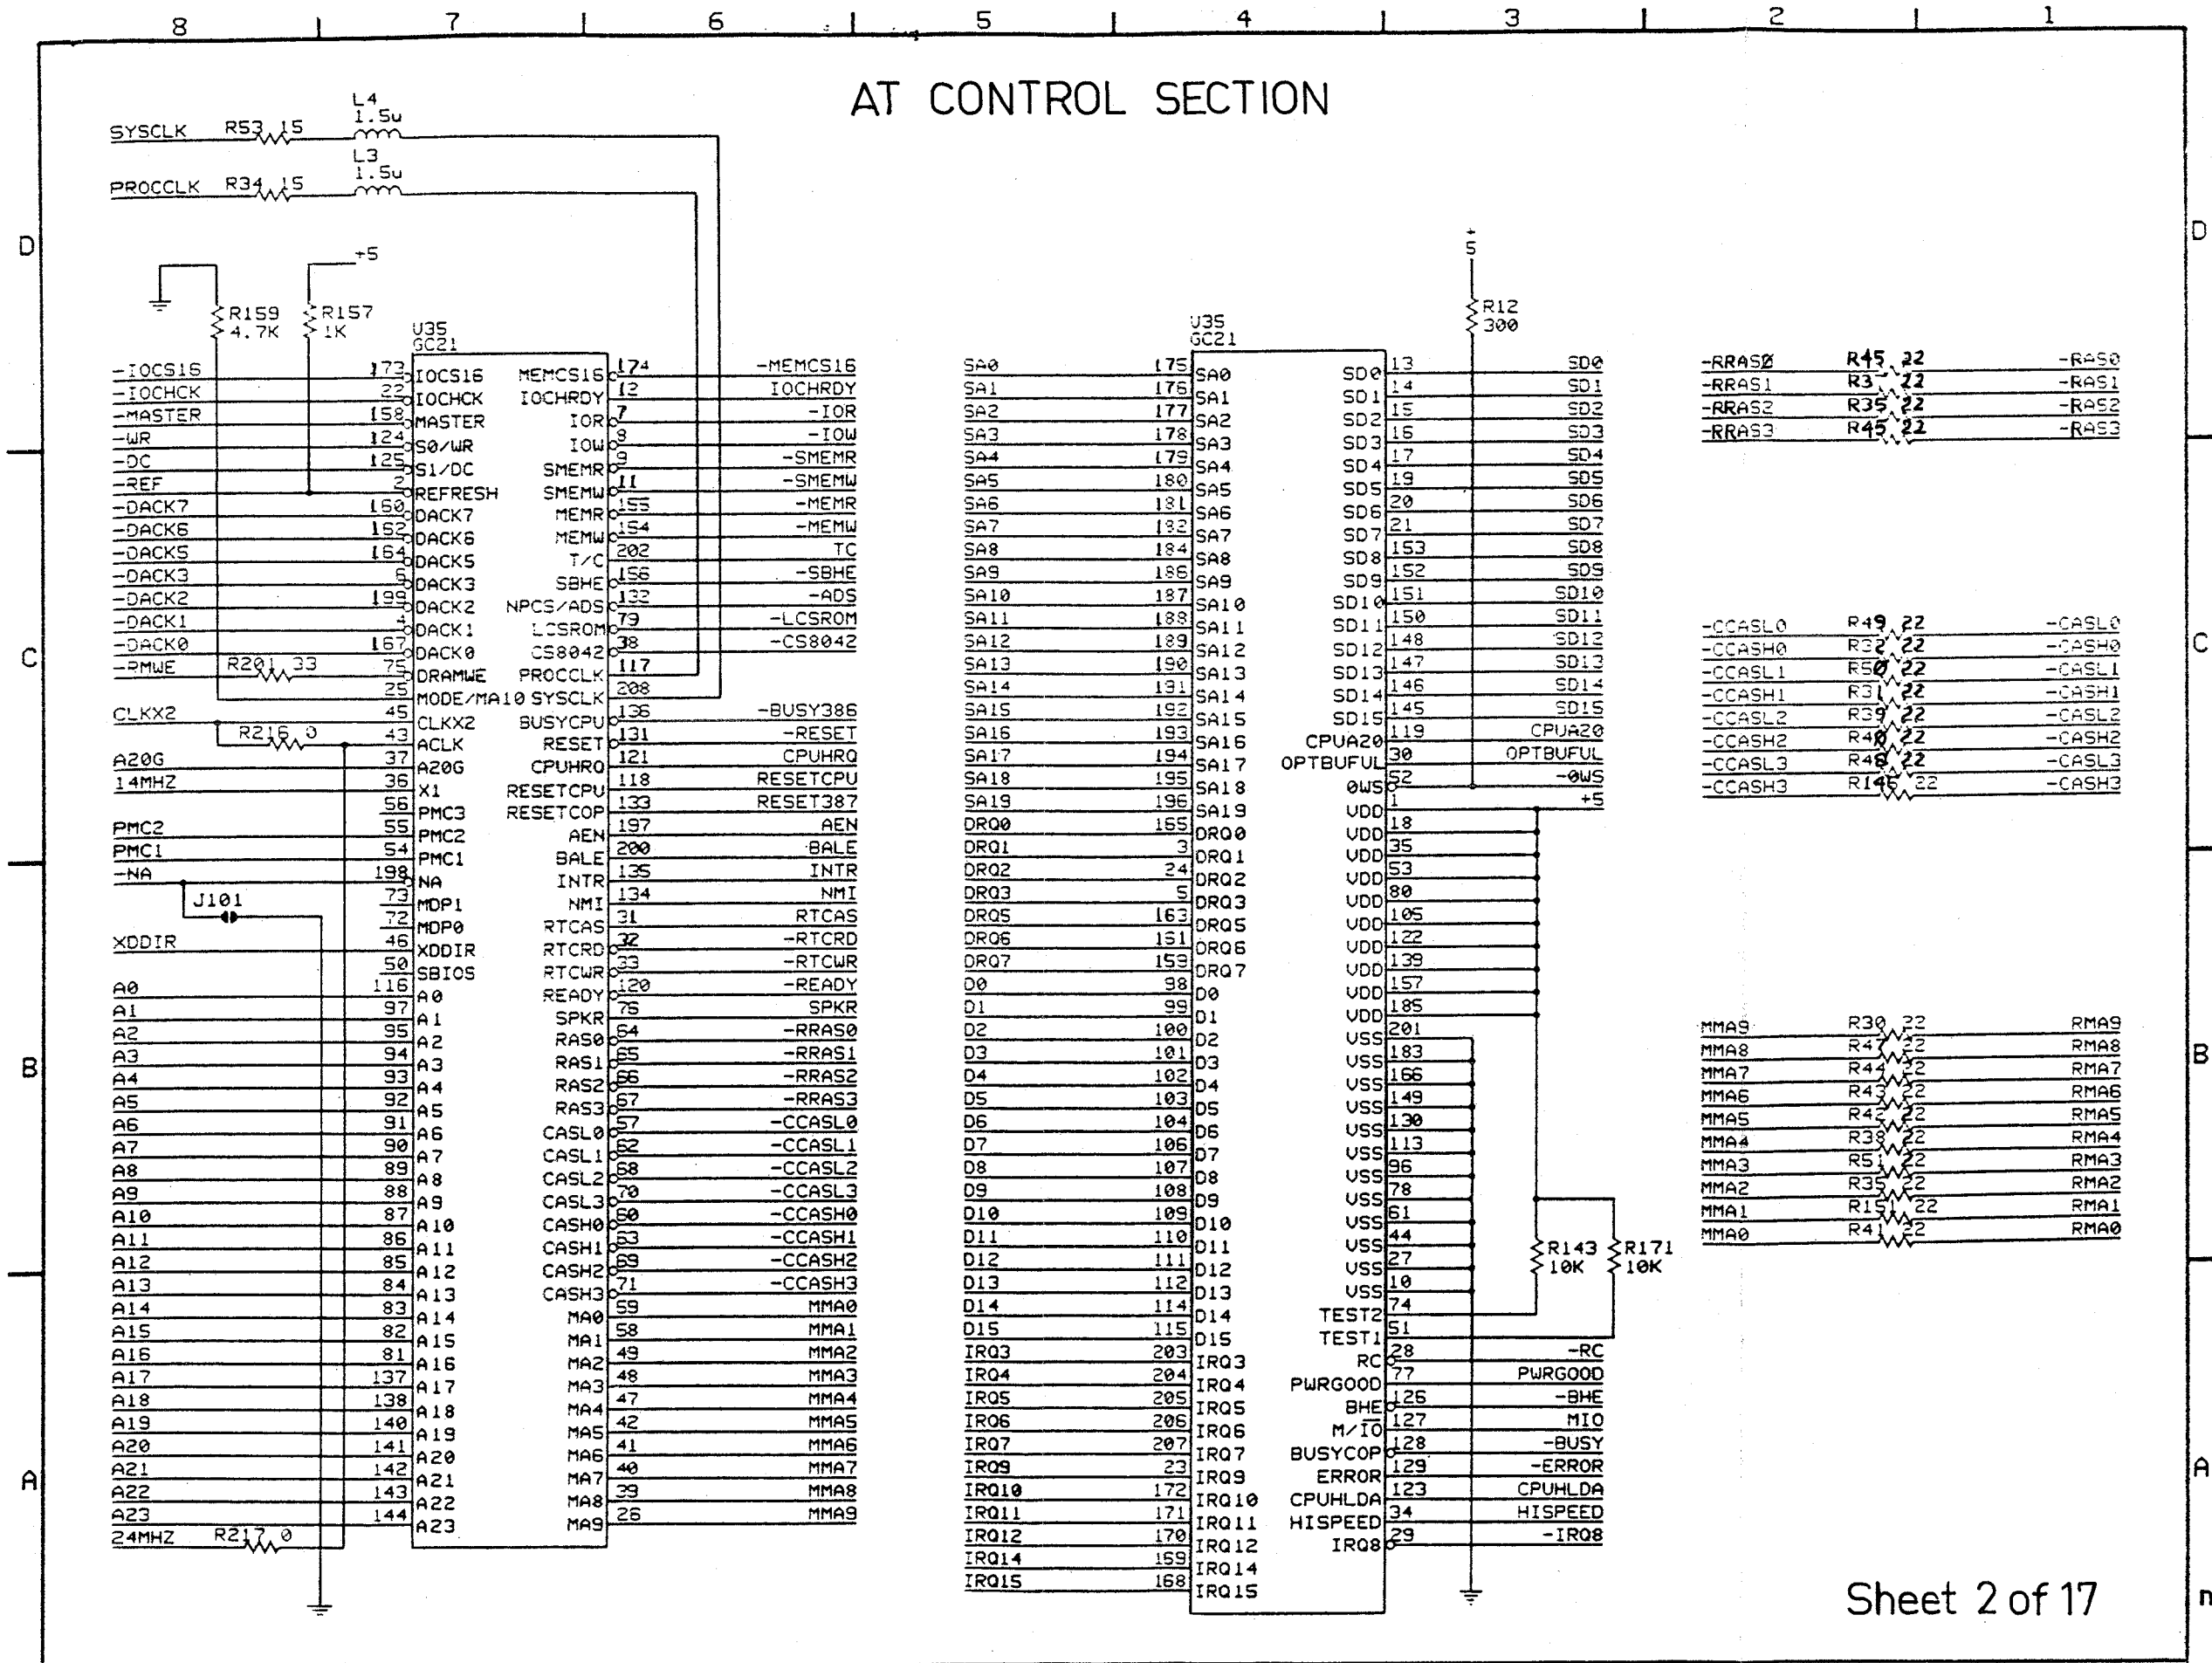 8 7 6 5 4 3 2 1
AT CONTROL SECTION
L4
1.5u
SYSCLK R53 15
L3
1.5u
PROCCLK R34 15
D D
+5
R159 4.7K
R157 1K
U35
GC21
-IOCS16 173 IOCS16 MEMCS16 174 -MEMCS16
-IOCHCK 22 IOCHCK IOCHRDY 12 IOCHRDY
-MASTER 158 MASTER IOR 7 -IOR
-WR 124 S0/WR IOW 8 -IOW
-DC 125 S1/DC SMEMR 9 -SMEMR
-REF 2 REFRESH SMEMW 11 -SMEMW
-DACK7 160 DACK7 MEMR 155 -MEMR
-DACK6 162 DACK6 MEMW 154 -MEMW
-DACK5 164 DACK5 T/C 202 TC
-DACK3 6 DACK3 SBHE 156 -SBHE
-DACK2 199 DACK2 NPCS/ADS 132 -ADS
-DACK1 4 DACK1 LCSROM 79 -LCSROM
-DACK0 167 DACK0 CS8042 38 -CS8042
-RMWE R201 33 75 DRAMWE PROCCLK 117
25 MODE/MA10 SYSCLK 208
CLKX2 45 CLKX2 BUSYCPU 136 -BUSY386
R216 0 43 ACLK RESET 131 -RESET
A20G 37 A20G CPUHRQ 121 CPUHRQ
14MHZ 36 X1 RESETCPU 118 RESETCPU
56 PMC3 RESETCOP 133 RESET387
PMC2 55 PMC2 AEN 197 AEN
PMC1 54 PMC1 BALE 200 BALE
-NA 198 NA INTR 135 INTR
J101 73 MDP1 NMI 134 NMI
72 MDP0 RTCAS 31 RTCAS
XDDIR 46 XDDIR RTCRD 32 -RTCRD
50 SBIOS RTCWR 33 -RTCWR
A0 116 A0 READY 120 -READY
A1 97 A1 SPKR 76 SPKR
A2 95 A2 RAS0 64 -RRAS0
A3 94 A3 RAS1 65 -RRAS1
A4 93 A4 RAS2 66 -RRAS2
A5 92 A5 RAS3 67 -RRAS3
A6 91 A6 CASL0 57 -CCASL0
A7 90 A7 CASL1 62 -CCASL1
A8 89 A8 CASL2 68 -CCASL2
A9 88 A9 CASL3 70 -CCASL3
A10 87 A10 CASH0 60 -CCASH0
A11 86 A11 CASH1 63 -CCASH1
A12 85 A12 CASH2 69 -CCASH2
A13 84 A13 CASH3 71 -CCASH3
A14 83 A14 MA0 59 MMA0
A15 82 A15 MA1 58 MMA1
A16 81 A16 MA2 49 MMA2
A17 137 A17 MA3 48 MMA3
A18 138 A18 MA4 47 MMA4
A19 140 A19 MA5 42 MMA5
A20 141 A20 MA6 41 MMA6
A21 142 A21 MA7 40 MMA7
A22 143 A22 MA8 39 MMA8
A23 144 A23 MA9 26 MMA9
24MHZ R217 0
+
5
R12
300
U35
GC21
SA0 175 SA0 SD0 13 SD0
SA1 176 SA1 SD1 14 SD1
SA2 177 SA2 SD2 15 SD2
SA3 178 SA3 SD3 16 SD3
SA4 179 SA4 SD4 17 SD4
SA5 180 SA5 SD5 19 SD5
SA6 181 SA6 SD6 20 SD6
SA7 182 SA7 SD7 21 SD7
SA8 184 SA8 SD8 153 SD8
SA9 186 SA9 SD9 152 SD9
SA10 187 SA10 SD10 151 SD10
SA11 188 SA11 SD11 150 SD11
SA12 189 SA12 SD12 148 SD12
SA13 190 SA13 SD13 147 SD13
SA14 191 SA14 SD14 146 SD14
SA15 192 SA15 SD15 145 SD15
SA16 193 SA16 CPUA20 119 CPUA20
SA17 194 SA17 OPTBUFUL 30 OPTBUFUL
SA18 195 SA18 0WS 52 -0WS
SA19 196 SA19 VDD 1 +5
DRQ0 165 DRQ0 VDD 18
DRQ1 3 DRQ1 VDD 35
DRQ2 24 DRQ2 VDD 53
DRQ3 5 DRQ3 VDD 80
DRQ5 163 DRQ5 VDD 105
DRQ6 161 DRQ6 VDD 122
DRQ7 159 DRQ7 VDD 139
D0 98 D0 VDD 157
D1 99 D1 VDD 185
D2 100 D2 VSS 201
D3 101 D3 VSS 183
D4 102 D4 VSS 166
D5 103 D5 VSS 149
D6 104 D6 VSS 130
D7 106 D7 VSS 113
D8 107 D8 VSS 96
D9 108 D9 VSS 78
D10 109 D10 VSS 61
D11 110 D11 VSS 44
D12 111 D12 VSS 27
D13 112 D13 VSS 10
D14 114 D14 TEST2 74
D15 115 D15 TEST1 51
IRQ3 203 IRQ3 RC 28 -RC
IRQ4 204 IRQ4 PWRGOOD 77 PWRGOOD
IRQ5 205 IRQ5 BHE 126 -BHE
IRQ6 206 IRQ6 M/IO 127 MIO
IRQ7 207 IRQ7 BUSYCOP 128 -BUSY
IRQ9 23 IRQ9 ERROR 129 -ERROR
IRQ10 172 IRQ10 CPUHLDA 123 CPUHLDA
IRQ11 171 IRQ11 HISPEED 34 HISPEED
IRQ12 170 IRQ12 IRQ8 29 -IRQ8
IRQ14 169 IRQ14
IRQ15 168 IRQ15
R143 10K
R171 10K
-RRAS0 R45 22 -RAS0
-RRAS1 R3 22 -RAS1
-RRAS2 R35 22 -RAS2
-RRAS3 R45 22 -RAS3
-CCASL0 R49 22 -CASL0
-CCASH0 R32 22 -CASH0
-CCASL1 R50 22 -CASL1
-CCASH1 R31 22 -CASH1
-CCASL2 R39 22 -CASL2
-CCASH2 R40 22 -CASH2
-CCASL3 R48 22 -CASL3
-CCASH3 R146 22 -CASH3
MMA9 R30 22 RMA9
MMA8 R47 22 RMA8
MMA7 R44 22 RMA7
MMA6 R43 22 RMA6
MMA5 R42 22 RMA5
MMA4 R38 22 RMA4
MMA3 R51 22 RMA3
MMA2 R35 22 RMA2
MMA1 R151 22 RMA1
MMA0 R41 22 RMA0
C C
B B
A A
Sheet 2 of 17